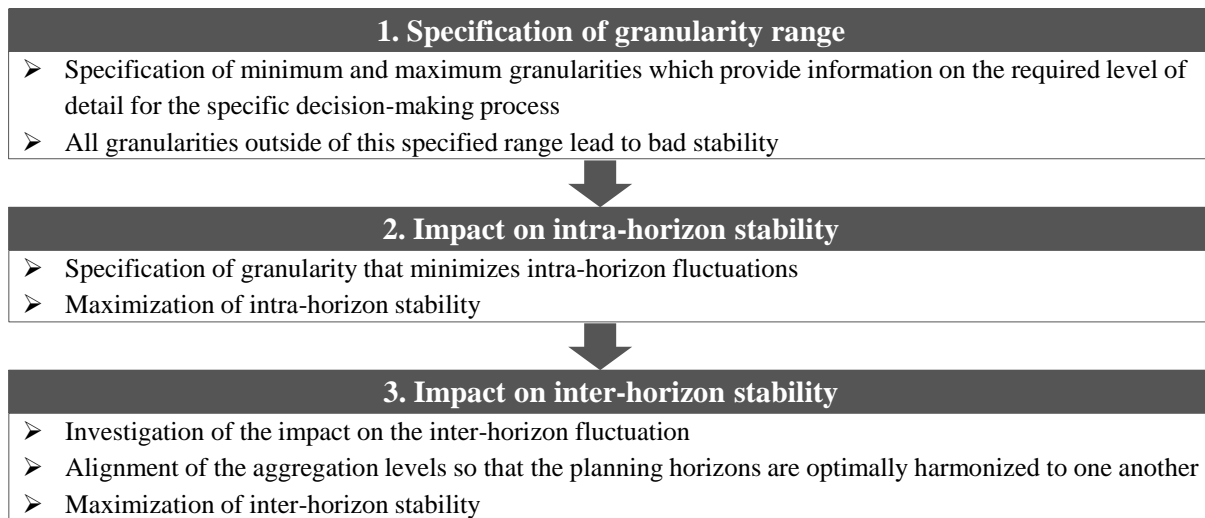 1. Specification of granularity range
➢ Specification of minimum and maximum granularities which provide information on the required level of
detail for the specific decision-making process
➢ All granularities outside of this specified range lead to bad stability
2. Impact on intra-horizon stability
➢ Specification of granularity that minimizes intra-horizon fluctuations
➢ Maximization of intra-horizon stability
3. Impact on inter-horizon stability
➢ Investigation of the impact on the inter-horizon fluctuation
➢ Alignment of the aggregation levels so that the planning horizons are optimally harmonized to one another
➢ Maximization of inter-horizon stability